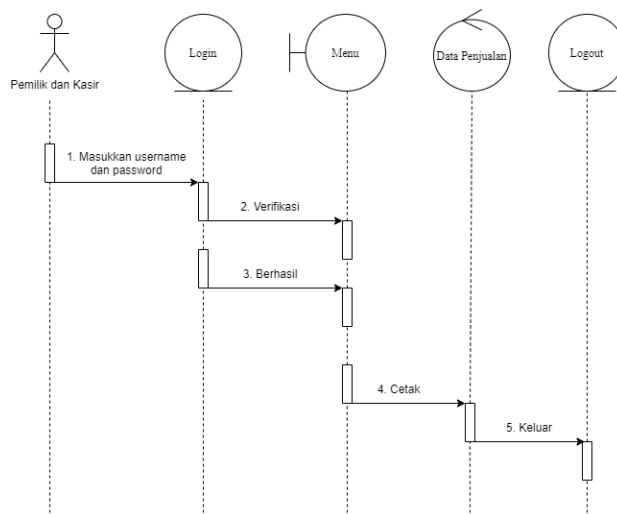 Login
Menu
Data Penjualan
Logout
Pemilik dan Kasir
1. Masukkan username
dan password
2. Verifikasi
3. Berhasil
4. Cetak
5. Keluar